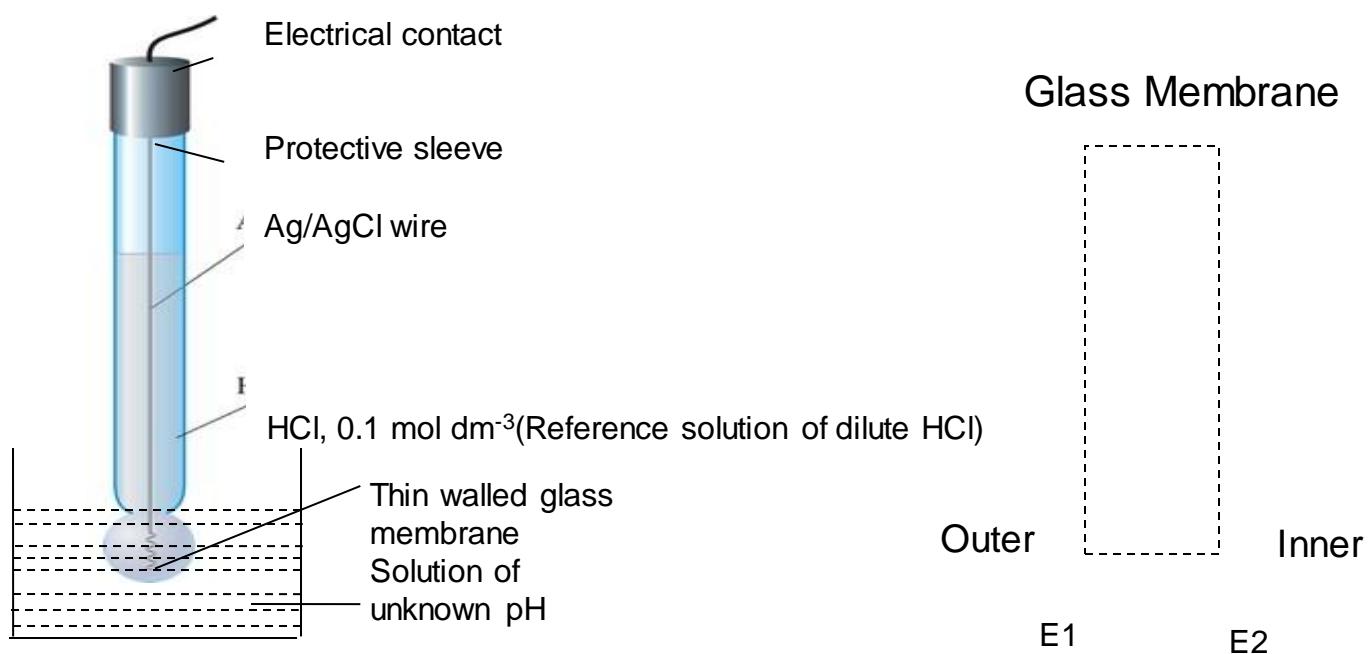 Electrical contact
Protective sleeve
Ag/AgCl wire
HCl, 0.1 mol dm-3(Reference solution of dilute HCl)
Thin walled glass
membrane
Solution of
unknown pH
Glass Membrane
Outer
Inner
E1
E2